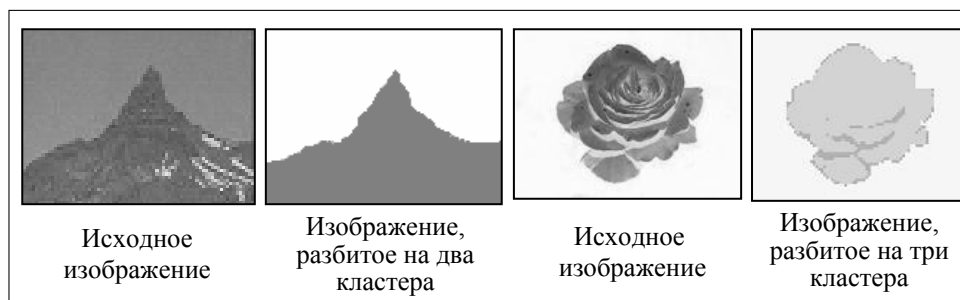 Исходное
изображение
Изображение,
разбитое на два
кластера
Исходное
изображение
Изображение,
разбитое на три
кластера